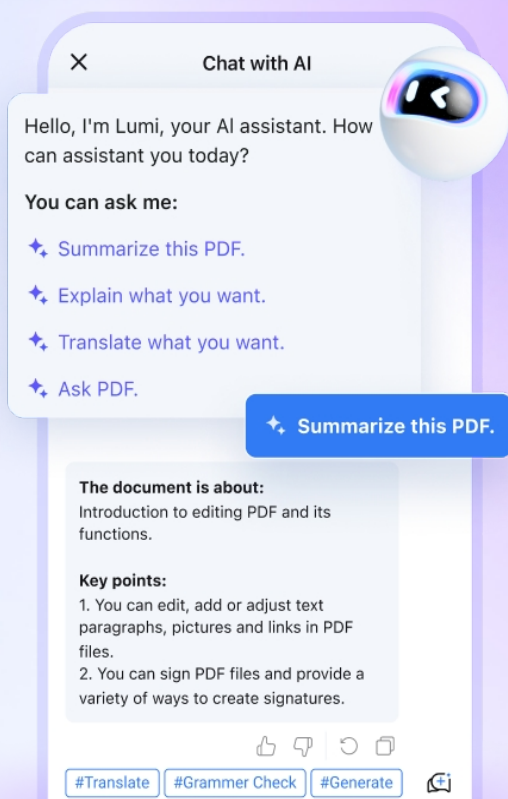 Chat with AI
Hello, I'm Lumi, your AI assistant. How
can assistant you today?
You can ask me:
Summarize this PDF.
Explain what you want.
Translate what you want.
Ask PDF.
Summarize this PDF.
The document is about:
Introduction to editing PDF and its
functions.
Key points:
1. You can edit, add or adjust text
paragraphs, pictures and links in PDF
files.
2. You can sign PDF files and provide a
variety of ways to create signatures.
#Translate #Grammer Check #Generate